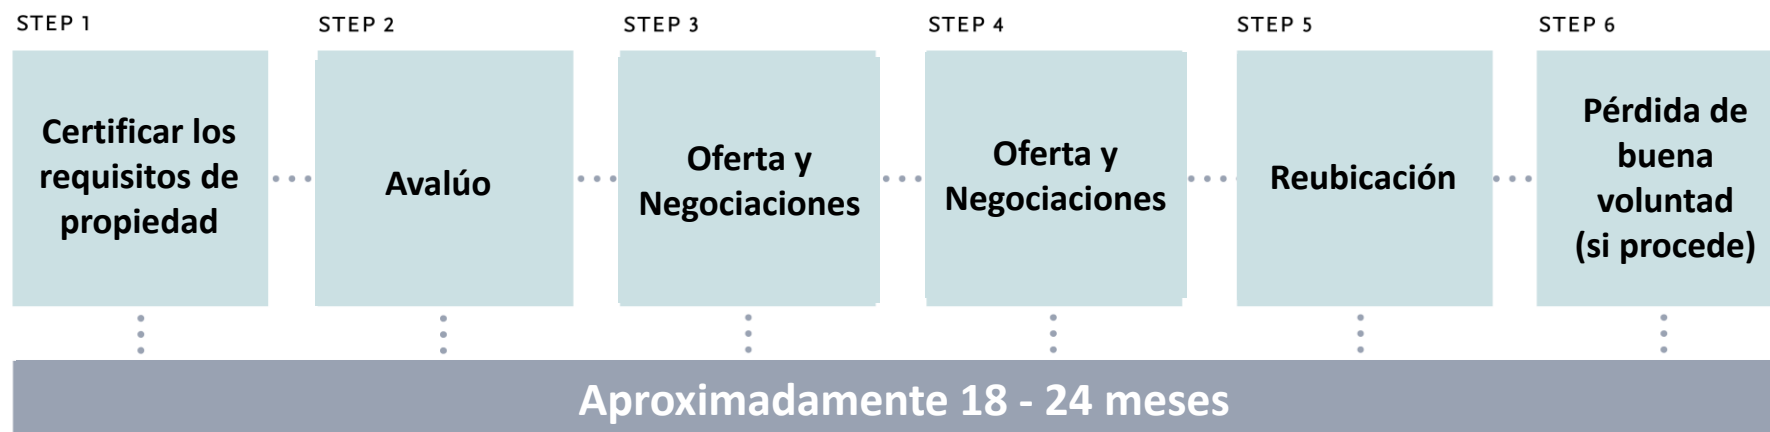 STEP 1
Certificar los
requisitos de
propiedad
STEP 2
Avalúo
STEP 3
Oferta y
Negociaciones
STEP 4
Oferta y
Negociaciones
STEP 5
Reubicación
STEP 6
Pérdida de
buena
voluntad
(si procede)
Aproximadamente 18 - 24 meses